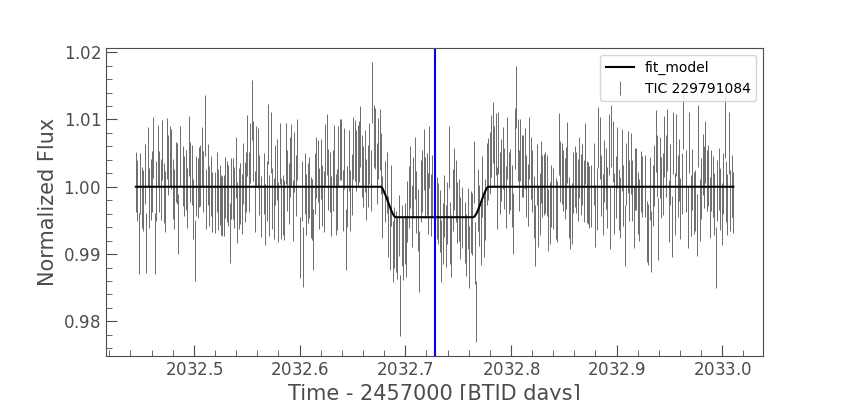 1.02
1.01
1.00
0.99
0.98
Normalized Flux
fit_model
TIC 229791084
2032.5 2032.6 2032.7 2032.8 2032.9 2033.0
Time - 2457000 [BTJD days]